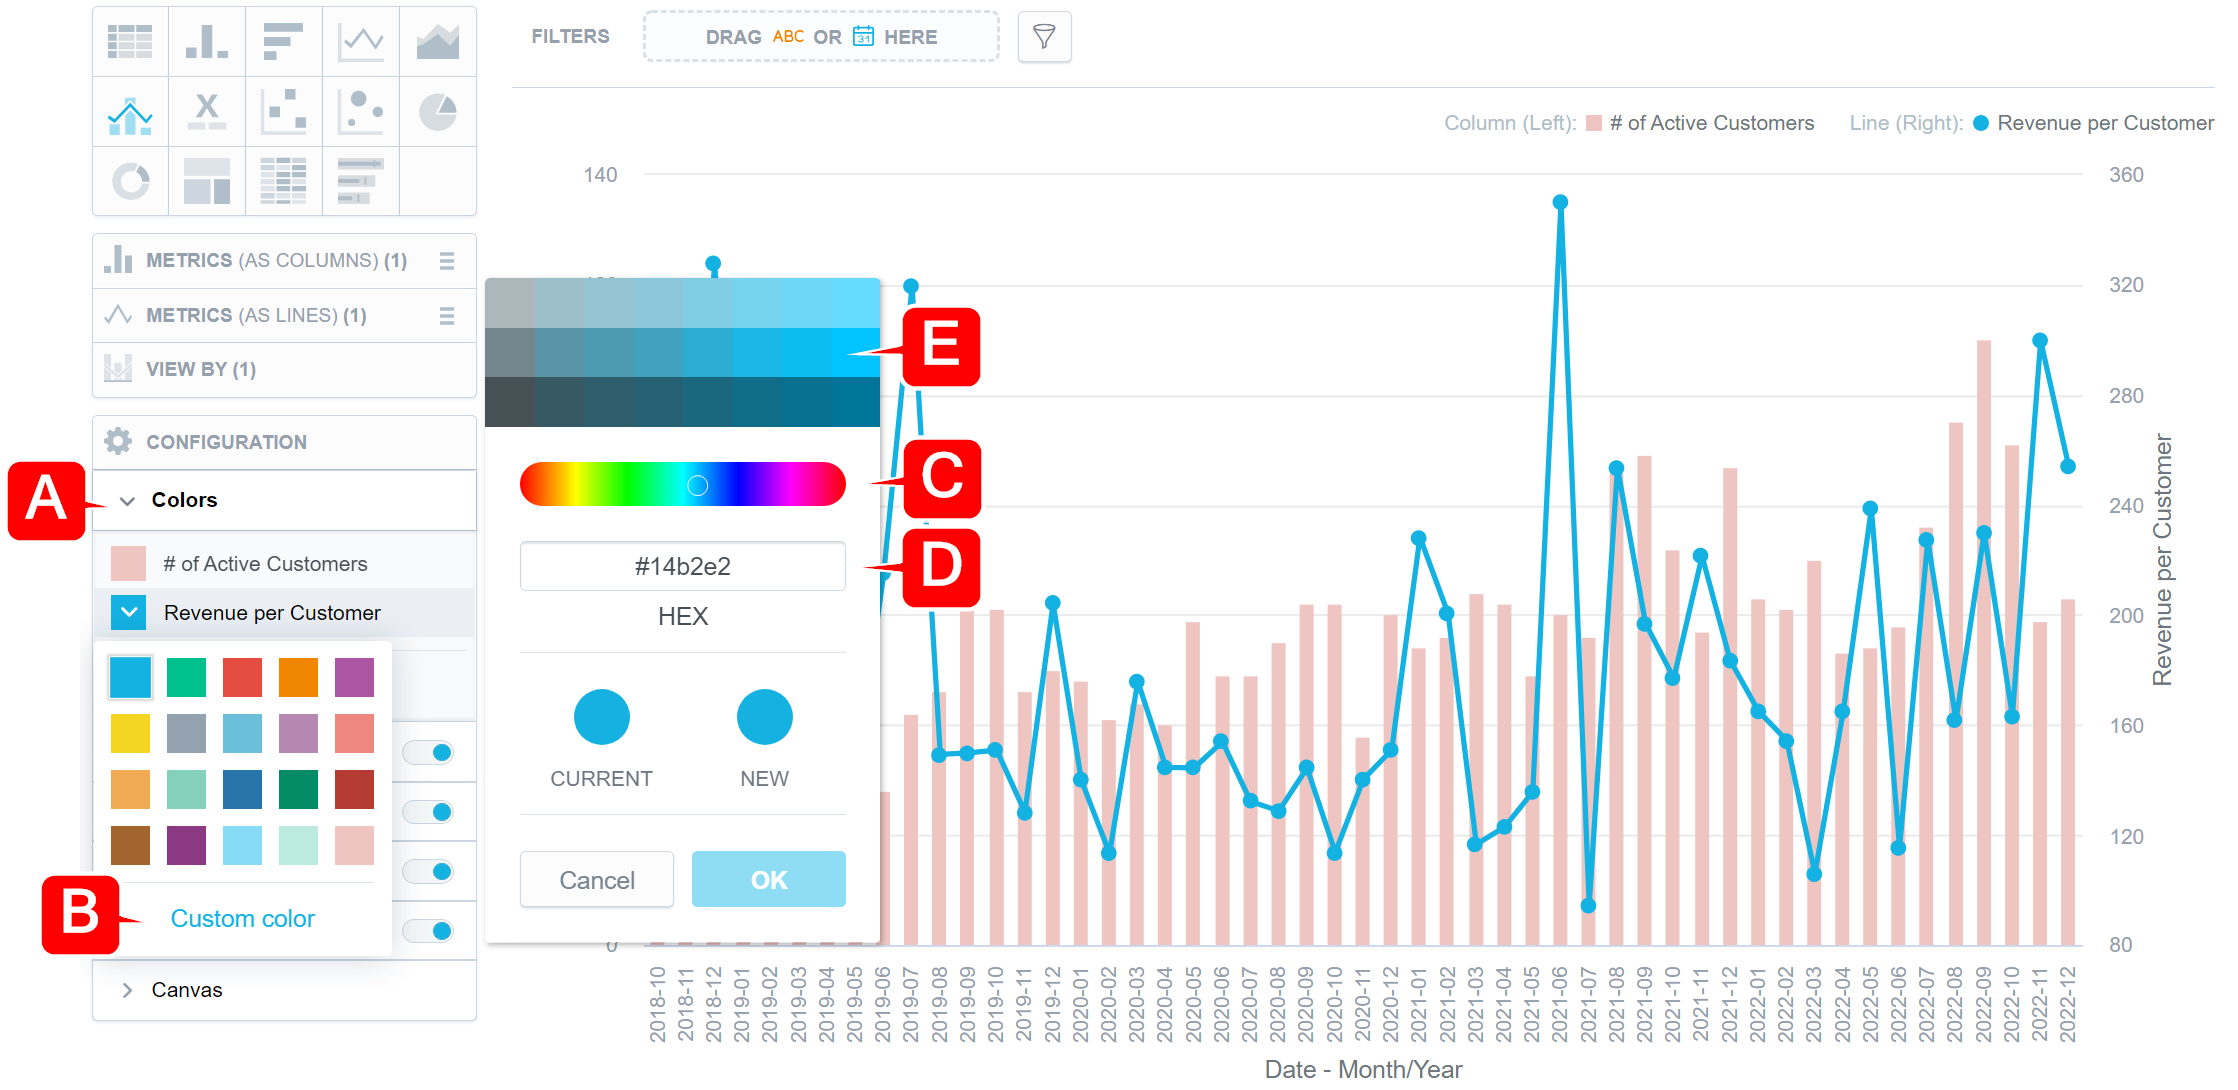 FILTERS
DRAG ABC OR 31 HERE
X
Column (Left): # of Active Customers Line (Right): Revenue per Customer
METRICS (AS COLUMNS) (1)
METRICS (AS LINES) (1)
VIEW BY (1)
CONFIGURATION
A
Colors
# of Active Customers
Revenue per Customer
B
Custom color
Canvas
E
C
D
#14b2e2
HEX
CURRENT
NEW
Cancel
OK
140
0
360
320
280
240
200
160
120
80
Revenue per Customer
2018-10
2018-11
2018-12
2019-01
2019-02
2019-03
2019-04
2019-05
2019-06
2019-07
2019-08
2019-09
2019-10
2019-11
2019-12
2020-01
2020-02
2020-03
2020-04
2020-05
2020-06
2020-07
2020-08
2020-09
2020-10
2020-11
2020-12
2021-01
2021-02
2021-03
2021-04
2021-05
2021-06
2021-07
2021-08
2021-09
2021-10
2021-11
2021-12
2022-01
2022-02
2022-03
2022-04
2022-05
2022-06
2022-07
2022-08
2022-09
2022-10
2022-11
2022-12
Date - Month/Year